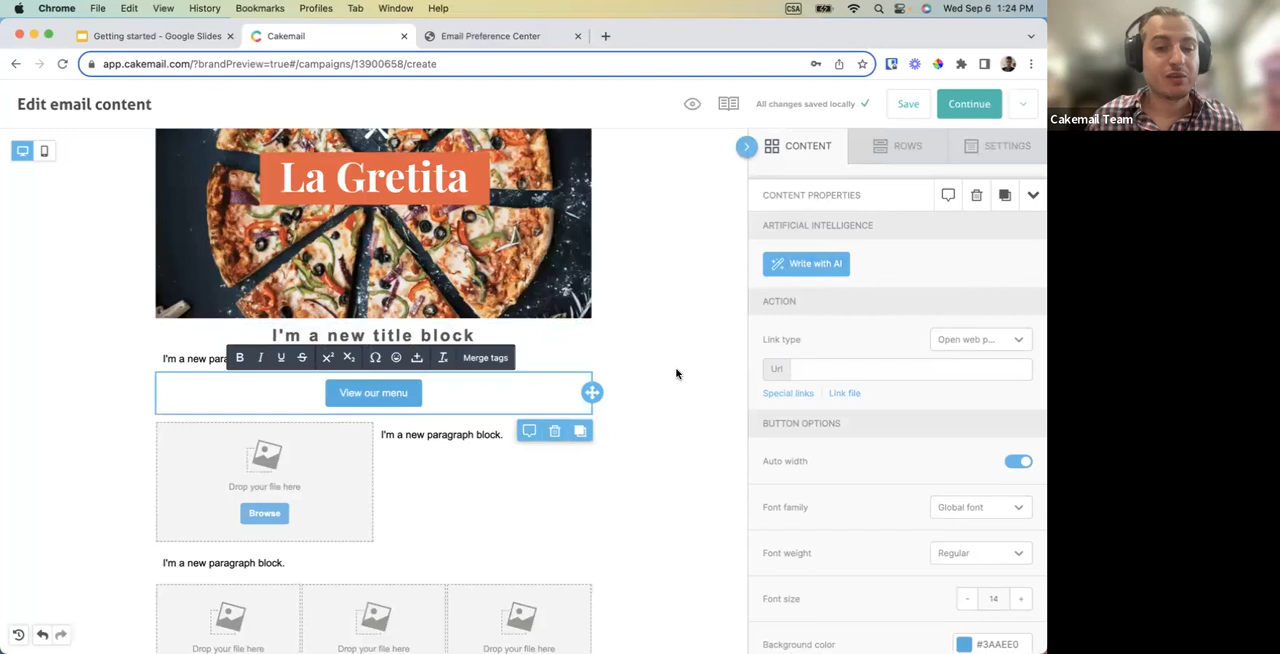 Chrome File Edit View History Bookmarks Profiles Tab Window Help
CSA
Wed Sep 6 1:24 PM
Getting started - Google Slides
Cakemail
Email Preference Center
app.cakemail.com/?brandPreview=true#/campaigns/13900658/create
Edit email content
All changes saved locally
Save
Continue
Cakemail Team
CONTENT
ROWS
SETTINGS
La Gretita
CONTENT PROPERTIES
ARTIFICIAL INTELLIGENCE
Write with AI
ACTION
I'm a new title block
Link type
Open web p...
I'm a new para
B I U S X² X₂ Ω Merge tags
Url
View our menu
Special links
Link file
BUTTON OPTIONS
I'm a new paragraph block.
Auto width
Drop your file here
Browse
Font family
Global font
Font weight
Regular
I'm a new paragraph block.
Font size
- 14 +
Drop your file here
Drop your file here
Drop your file here
Background color
#3AAEE0